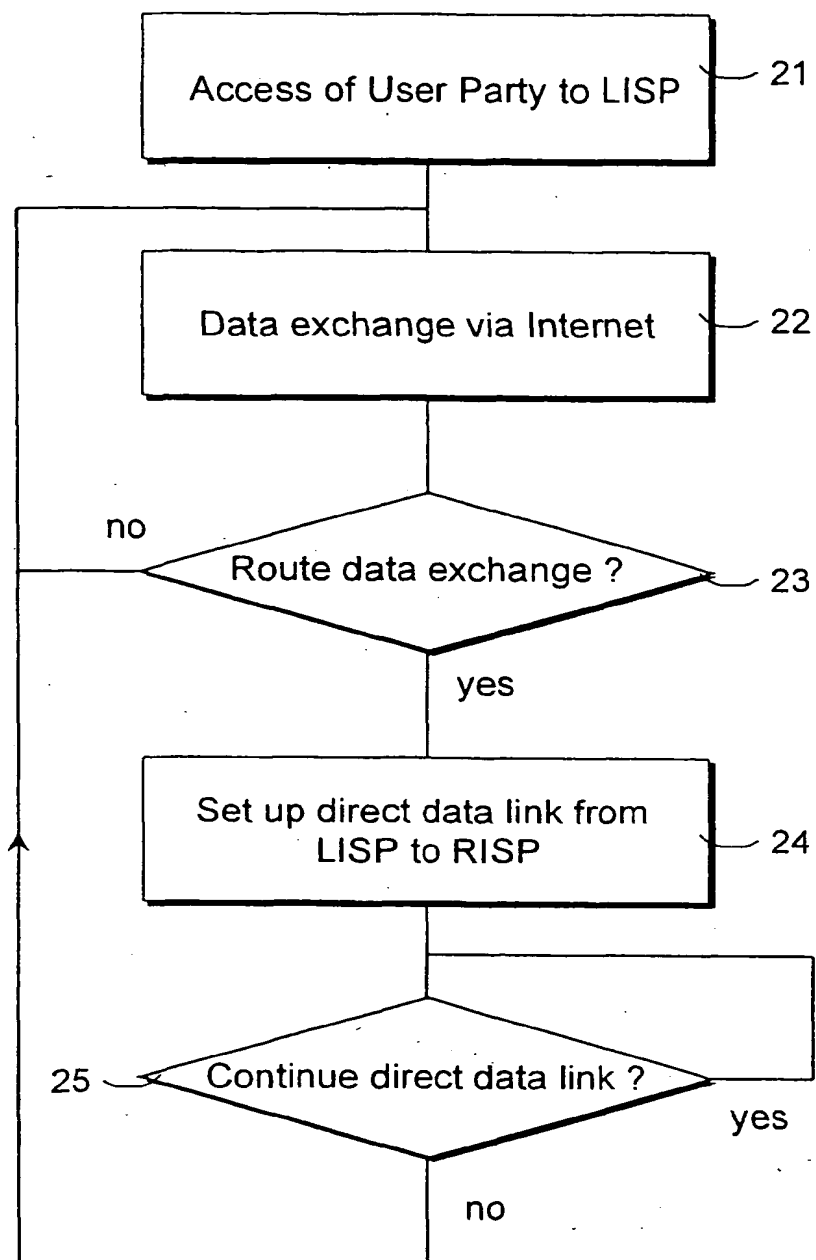 Access of User Party to LISP
21
Data exchange via Internet
22
no
Route data exchange ?
23
yes
Set up direct data link from
LISP to RISP
24
25
Continue direct data link ?
yes
no